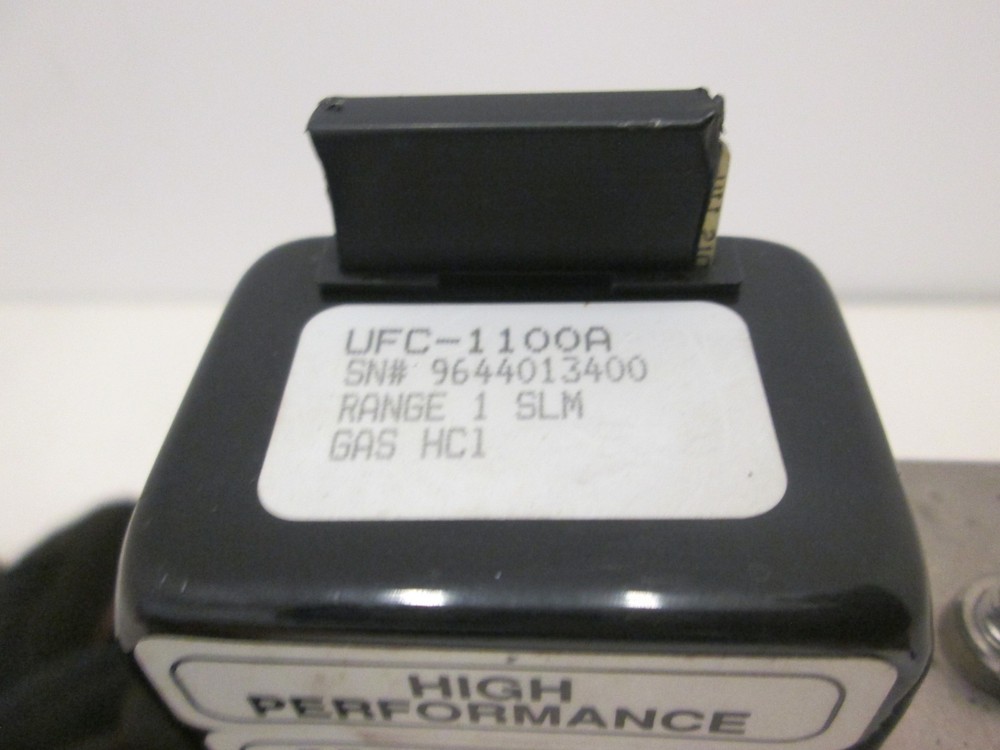 UFC-1100A
SN# 9644013400
RANGE 1 SLM
GAS HCl
HIGH
PERFORMANCE